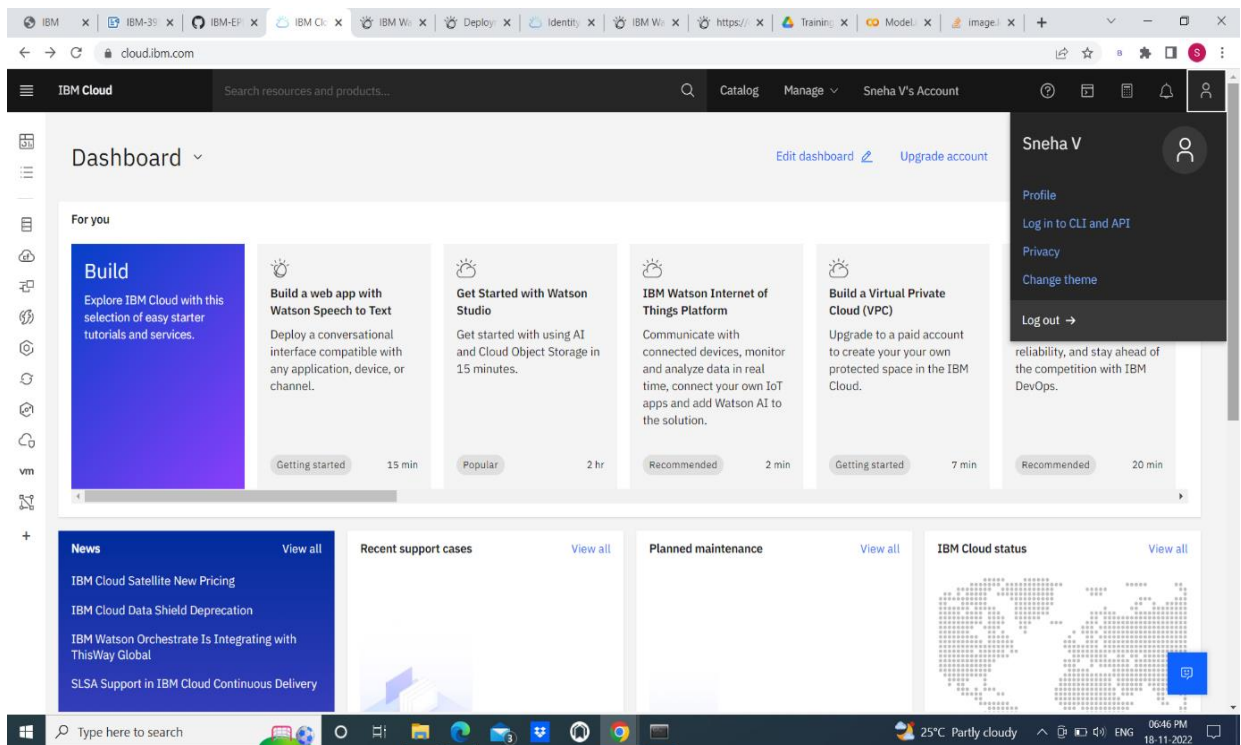 IBM
IBM-39
IBM-EPI
IBM Clo
IBM Wa
Deploy
Identity
IBM Wa
https://
Training
Model.
image.l
cloud.ibm.com
S
IBM Cloud
Search resources and products...
Catalog
Manage
Sneha V's Account
Dashboard
Edit dashboard
Upgrade account
Sneha V
Profile
Log in to CLI and API
Privacy
Change theme
Log out →
For you
Build
Explore IBM Cloud with this
selection of easy starter
tutorials and services.
Build a web app with
Watson Speech to Text
Deploy a conversational
interface compatible with
any application, device, or
channel.
Getting started
15 min
Get Started with Watson
Studio
Get started with using AI
and Cloud Object Storage in
15 minutes.
Popular
2 hr
IBM Watson Internet of
Things Platform
Communicate with
connected devices, monitor
and analyze data in real
time, connect your own IoT
apps and add Watson AI to
the solution.
Recommended
2 min
Build a Virtual Private
Cloud (VPC)
Upgrade to a paid account
to create your your own
protected space in the IBM
Cloud.
Getting started
7 min
reliability, and stay ahead of
the competition with IBM
DevOps.
Recommended
20 min
vm
News
View all
IBM Cloud Satellite New Pricing
IBM Cloud Data Shield Deprecation
IBM Watson Orchestrate Is Integrating with
ThisWay Global
SLSA Support in IBM Cloud Continuous Delivery
Recent support cases
View all
Planned maintenance
View all
IBM Cloud status
View all
Type here to search
25°C Partly cloudy
ENG
06:46 PM
18-11-2022